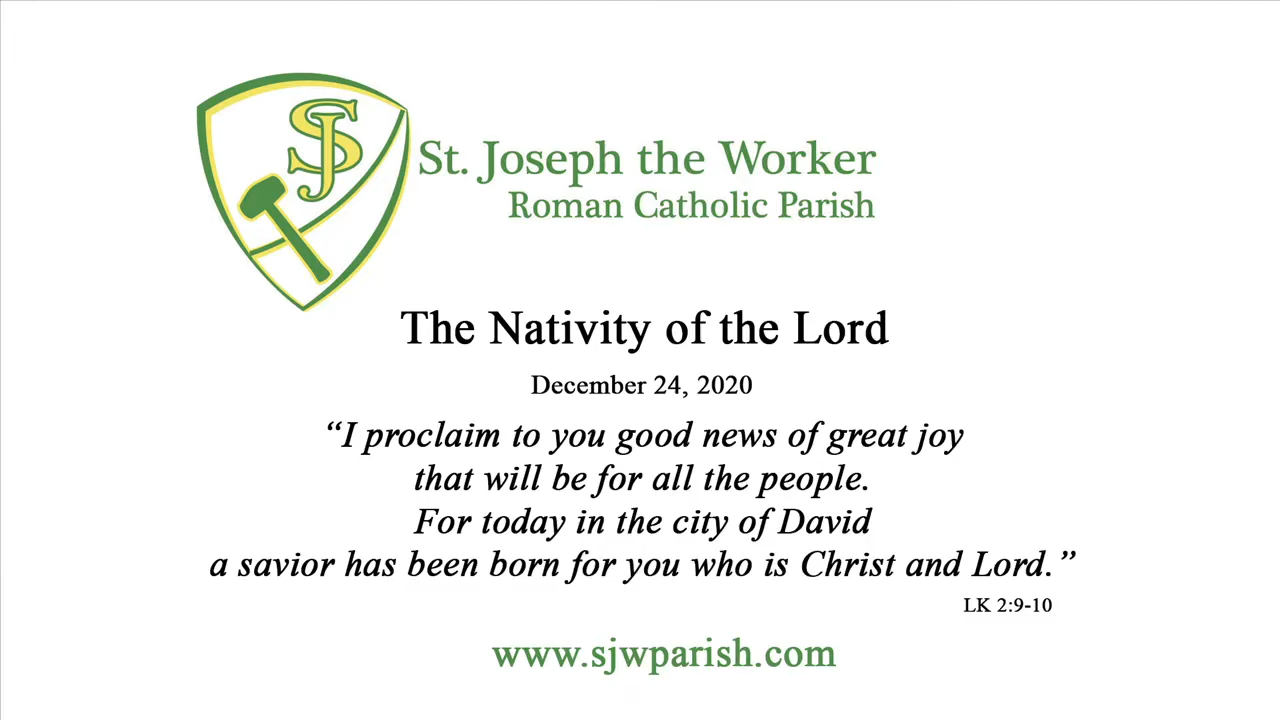 SJ
St. Joseph the Worker
Roman Catholic Parish
The Nativity of the Lord
December 24, 2020
“I proclaim to you good news of great joy
that will be for all the people.
For today in the city of David
a savior has been born for you who is Christ and Lord.”
LK 2:9-10
www.sjwparish.com